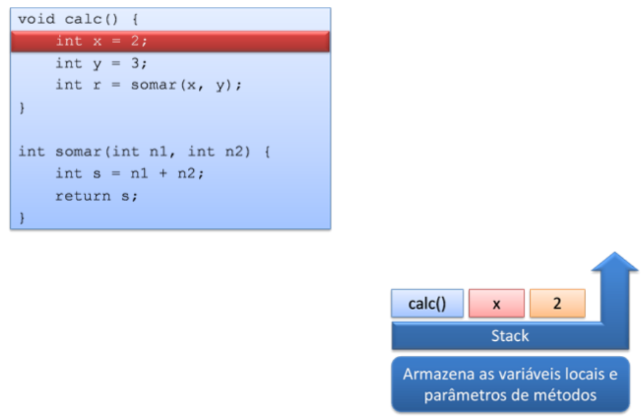 void calc() {
int x = 2;
int y = 3;
int r = somar(x, y);
}
int somar(int n1, int n2) {
int s = n1 + n2;
return s;
}
calc() x 2
Stack
Armazena as variáveis locais e
parâmetros de métodos